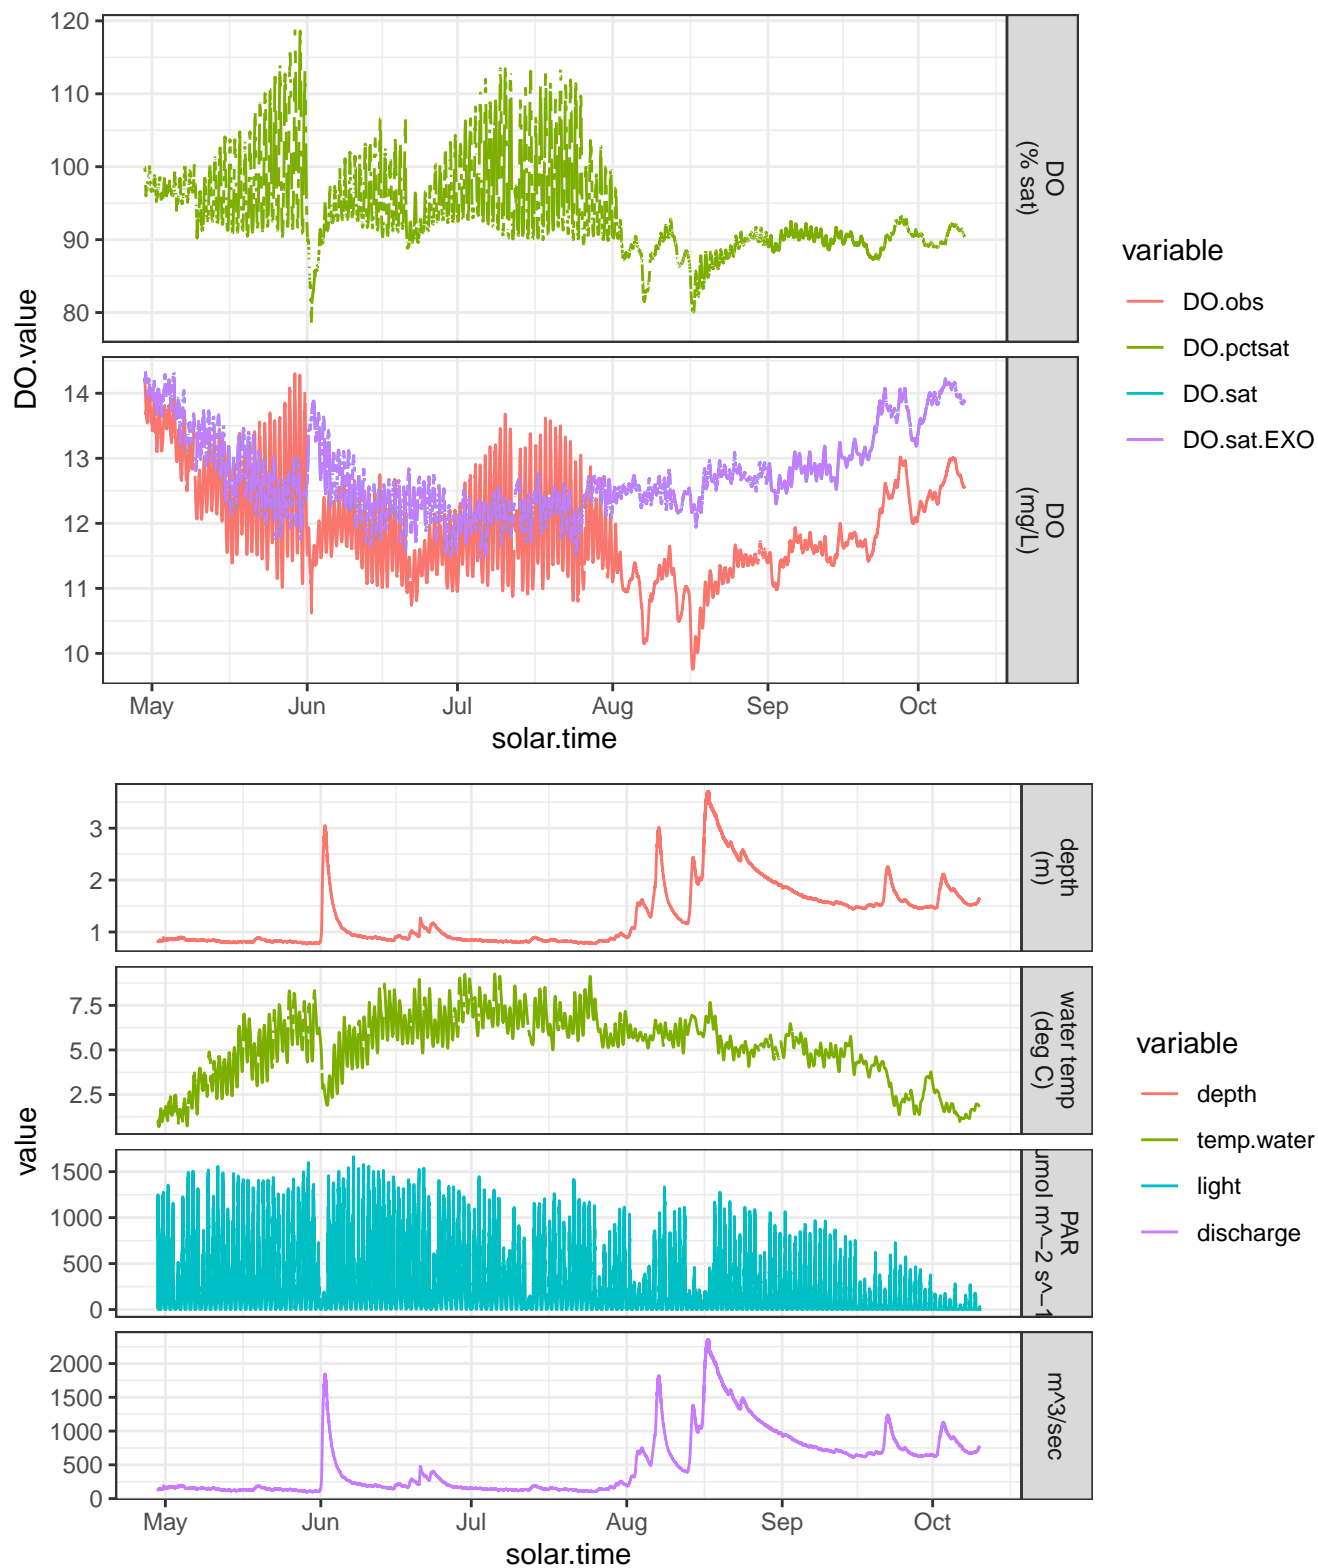 DO.value
120
110
100
90
80
DO
(% sat)
14
13
12
11
10
DO
(mg/L)
May Jun Jul Aug Sep Oct
solar.time
variable
DO.obs
DO.pctsat
DO.sat
DO.sat.EXO
value
3
2
1
depth
(m)
7.5
5.0
2.5
water temp
(deg C)
1500
1000
500
0
PAR
umol m^−2 s^−1
2000
1500
1000
500
0
m^3/sec
May Jun Jul Aug Sep Oct
solar.time
variable
depth
temp.water
light
discharge